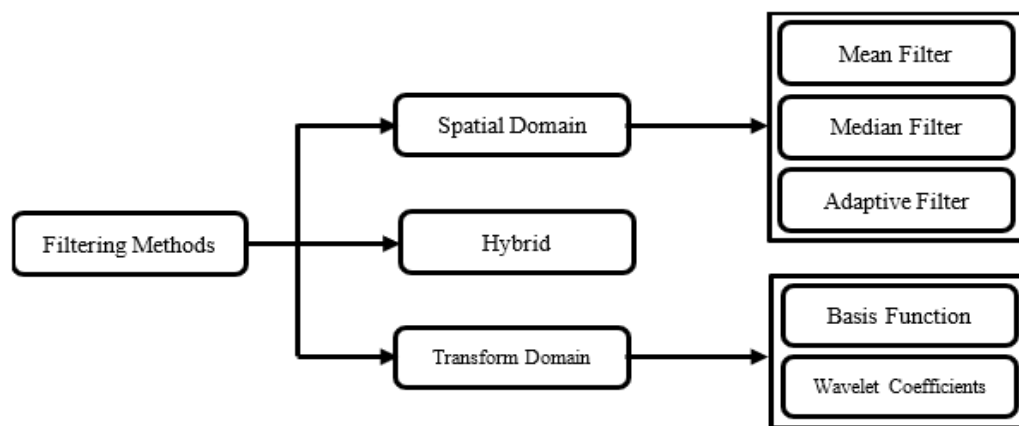 Filtering Methods
Spatial Domain
Hybrid
Transform Domain
Mean Filter
Median Filter
Adaptive Filter
Basis Function
Wavelet Coefficients